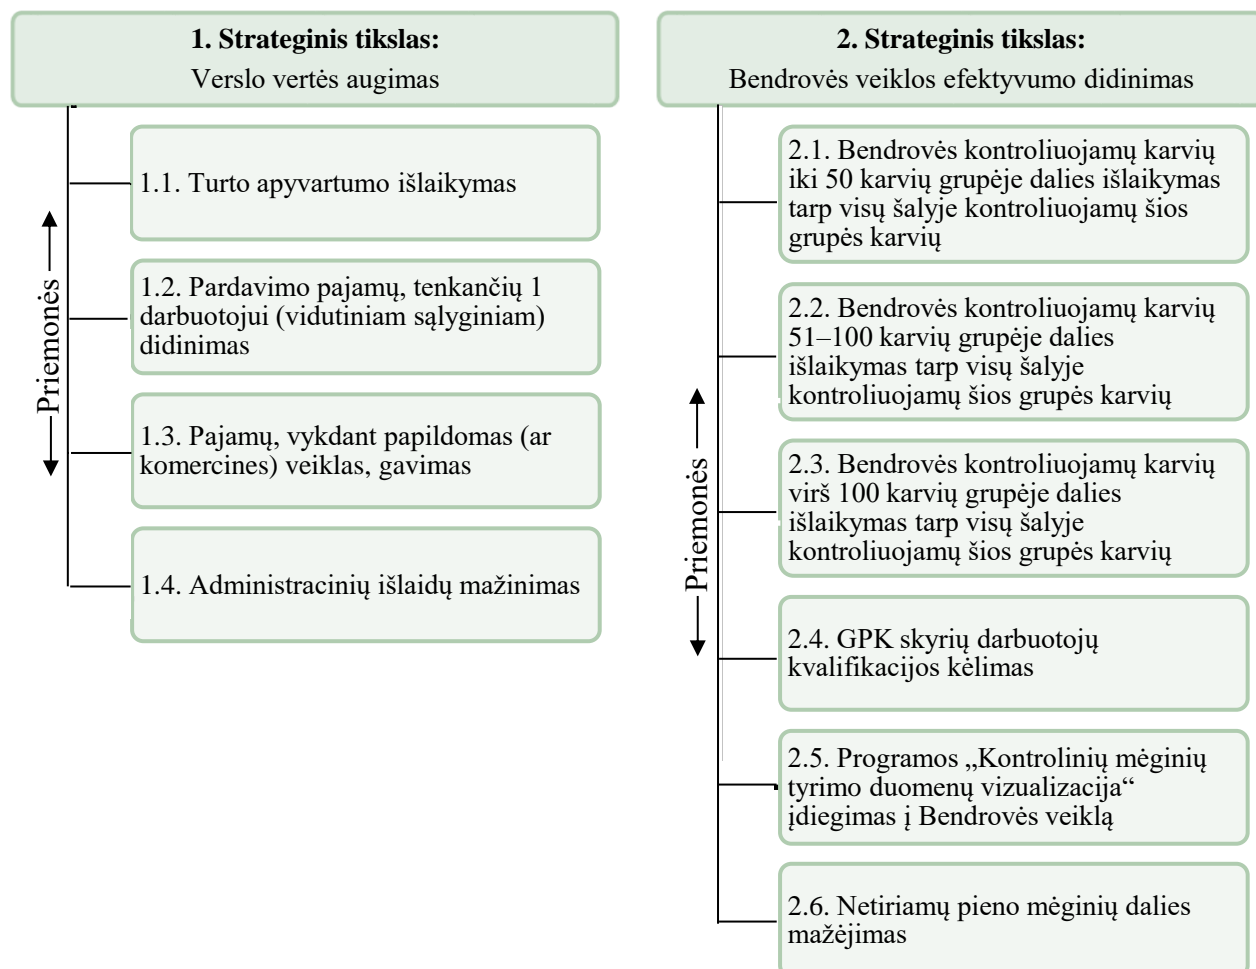 1. Strateginis tikslas:
Verslo vertės augimas
Priemonės
1.1. Turto apyvartumo išlaikymas
1.2. Pardavimo pajamų, tenkančių 1
darbuotojui (vidutiniam sąlyginiam)
didinimas
1.3. Pajamų, vykdant papildomas (ar
komercines) veiklas, gavimas
1.4. Administracinių išlaidų mažinimas
2. Strateginis tikslas:
Bendrovės veiklos efektyvumo didinimas
Priemonės
2.1. Bendrovės kontroliuojamų karvių
iki 50 karvių grupėje dalies išlaikymas
tarp visų šalyje kontroliuojamų šios
grupės karvių
2.2. Bendrovės kontroliuojamų karvių
51–100 karvių grupėje dalies
išlaikymas tarp visų šalyje
kontroliuojamų šios grupės karvių
2.3. Bendrovės kontroliuojamų karvių
virš 100 karvių grupėje dalies
išlaikymas tarp visų šalyje
kontroliuojamų šios grupės karvių
2.4. GPK skyrių darbuotojų
kvalifikacijos kėlimas
2.5. Programos „Kontrolinių mėginių
tyrimo duomenų vizualizacija“
įdiegimas į Bendrovės veiklą
2.6. Netiriamų pieno mėginių dalies
mažėjimas